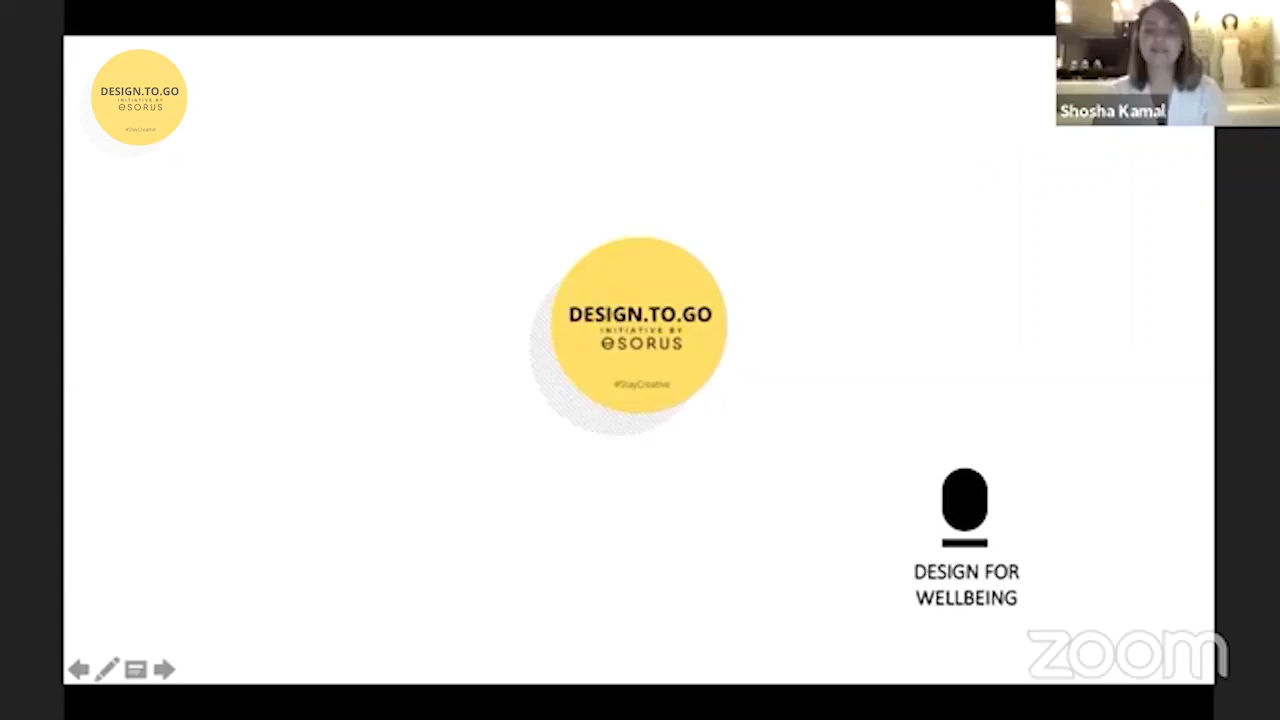 DESIGN.TO.GO
INITIATIVE BY
esorus
#StayCreative
Shosha Kamal
DESIGN.TO.GO
INITIATIVE BY
esorus
#StayCreative
DESIGN FOR
WELLBEING
zoom